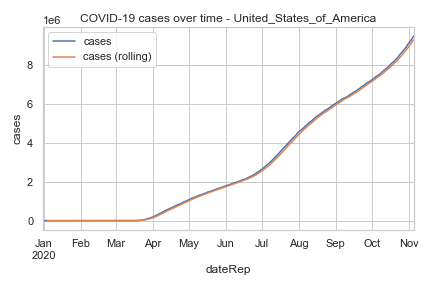 COVID-19 cases over time - United_States_of_America
1e6
cases
cases (rolling)
8
6
4
2
0
cases
Jan Feb Mar Apr May Jun Jul Aug Sep Oct Nov
2020
dateRep